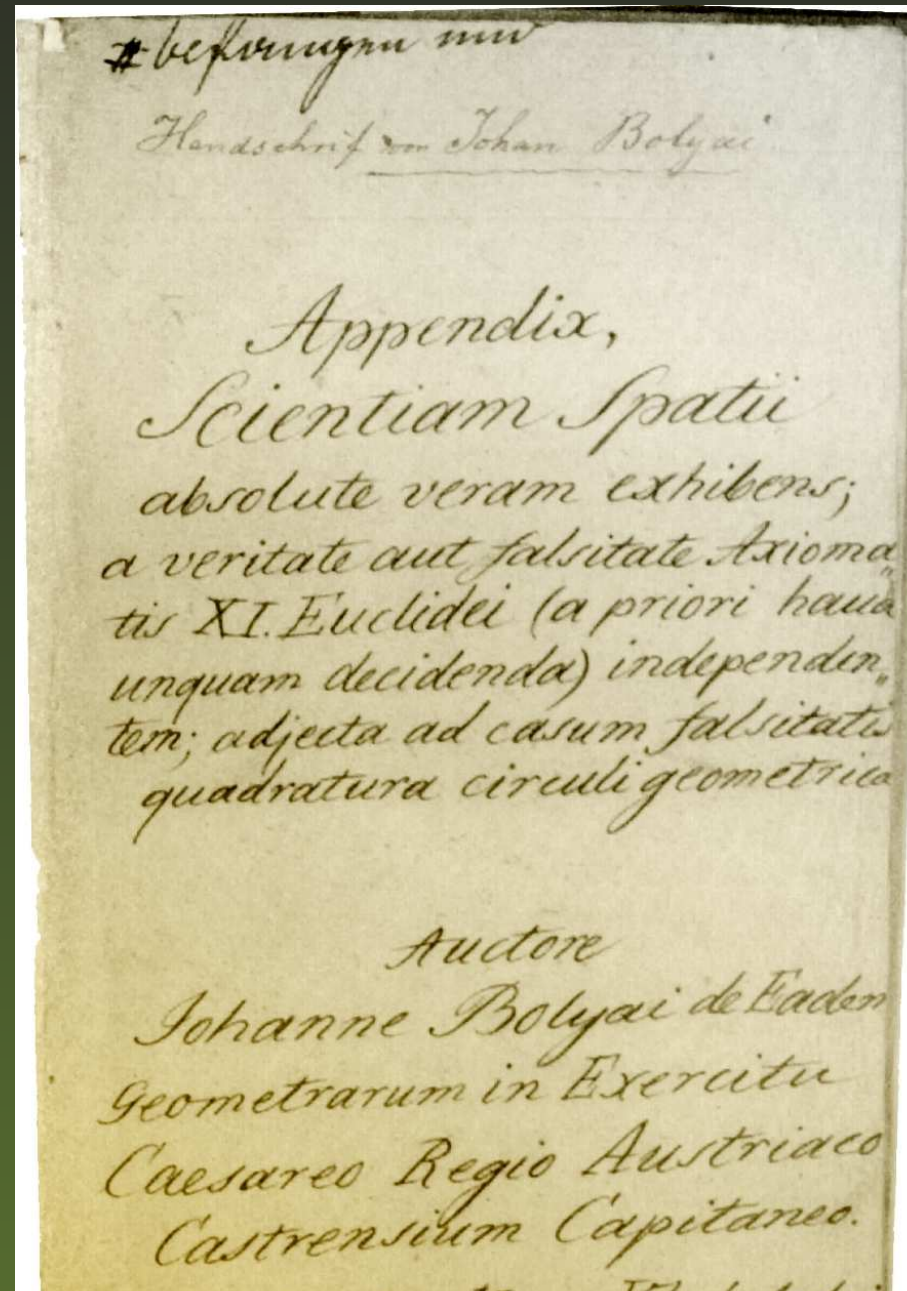 Handschrif von Johan Bolyai
Appendix,
Scientiam Spatii
absolute veram exhibens;
a veritate aut falsitate Axioma„
tis XI. Euclidei (a priori haud
unquam decidenda) independen„
tem; adjecta ad casum falsitatis
quadratura circuli geometrica
Auctore
Johanne Bolyai de Eadem
Geometrarum in Exercitu
Caesareo Regio Austriaco
Castrensium Capitaneo.